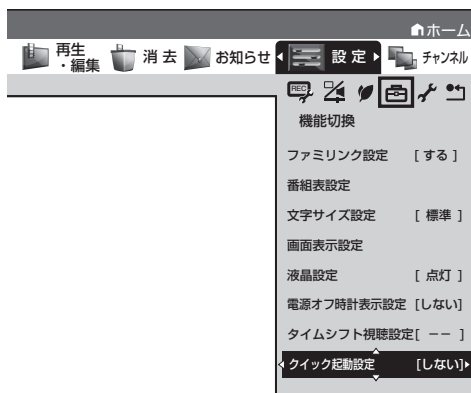 ホーム
再生
・編集
消去
お知らせ
設定
チャンネル
REC
機能切換
ファミリンク設定 [する]
番組表設定
文字サイズ設定 [標準]
画面表示設定
液晶設定 [点灯]
電源オフ時計表示設定 [しない]
タイムシフト視聴設定 [ーー]
クイック起動設定 [しない]